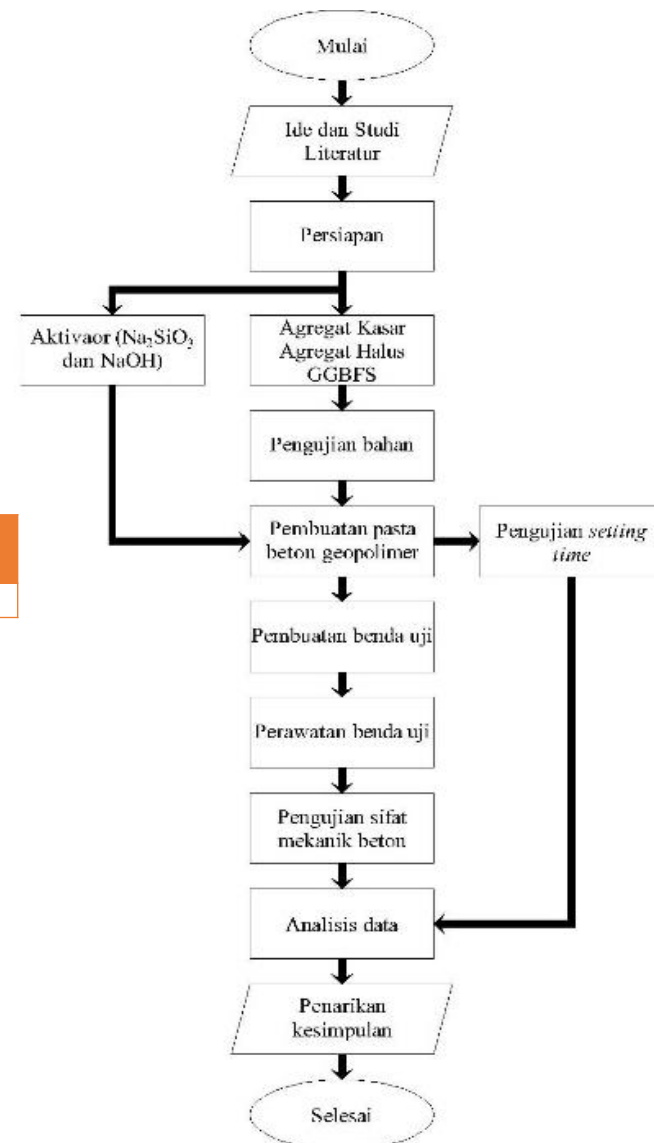 Mulai
Ide dan Studi
Literatur
Persiapan
Aktivaor (Na₂SiO₃
dan NaOH)
Agregat Kasar
Agregat Halus
GGBFS
Pengujian bahan
Pembuatan pasta
beton geopolimer
Pengujian setting
time
Pembuatan benda uji
Perawatan benda uji
Pengujian sifat
mekanik beton
Analisis data
Penarikan
kesimpulan
Selesai